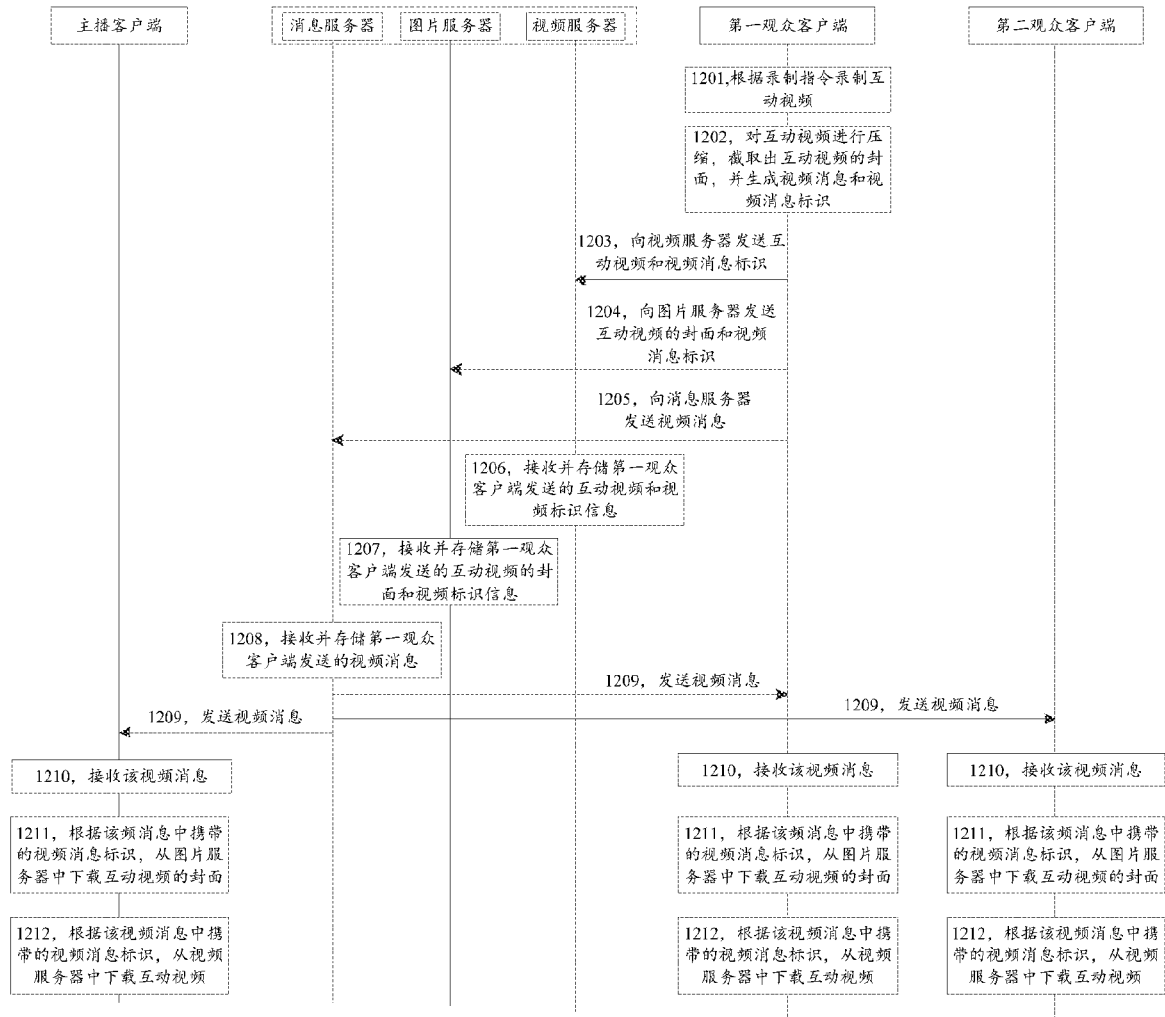 主播客户端
消息服务器
图片服务器
视频服务器
第一观众客户端
第二观众客户端
1201,根据录制指令录制互
动视频
1202，对互动视频进行压
缩，截取出互动视频的封
面，并生成视频消息和视
频消息标识
1203，向视频服务器发送互
动视频和视频消息标识
1204，向图片服务器发送
互动视频的封面和视频
消息标识
1205，向消息服务器
发送视频消息
1206，接收并存储第一观众
客户端发送的互动视频和视
频标识信息
1207，接收并存储第一观众
客户端发送的互动视频的封
面和视频标识信息
1208，接收并存储第一观众
客户端发送的视频消息
1209，发送视频消息
1209，发送视频消息
1209，发送视频消息
1210，接收该视频消息
1210，接收该视频消息
1210，接收该视频消息
1211，根据该频消息中携带
的视频消息标识，从图片服
务器中下载互动视频的封面
1211，根据该频消息中携带
的视频消息标识，从图片服
务器中下载互动视频的封面
1211，根据该频消息中携带
的视频消息标识，从图片服
务器中下载互动视频的封面
1212，根据该视频消息中携
带的视频消息标识，从视频
服务器中下载互动视频
1212，根据该视频消息中携
带的视频消息标识，从视频
服务器中下载互动视频
1212，根据该视频消息中携
带的视频消息标识，从视频
服务器中下载互动视频